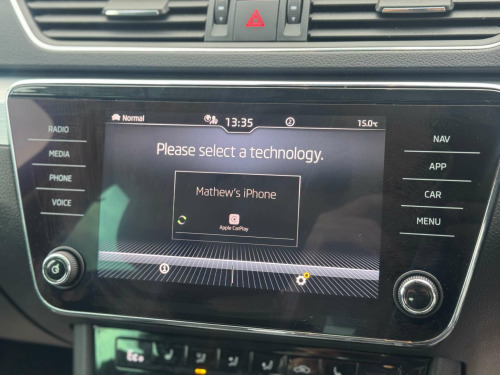 Normal 13:35 15.0°C
Please select a technology.
Mathew's iPhone
Apple CarPlay
RADIO
MEDIA
PHONE
VOICE
NAV
APP
CAR
MENU